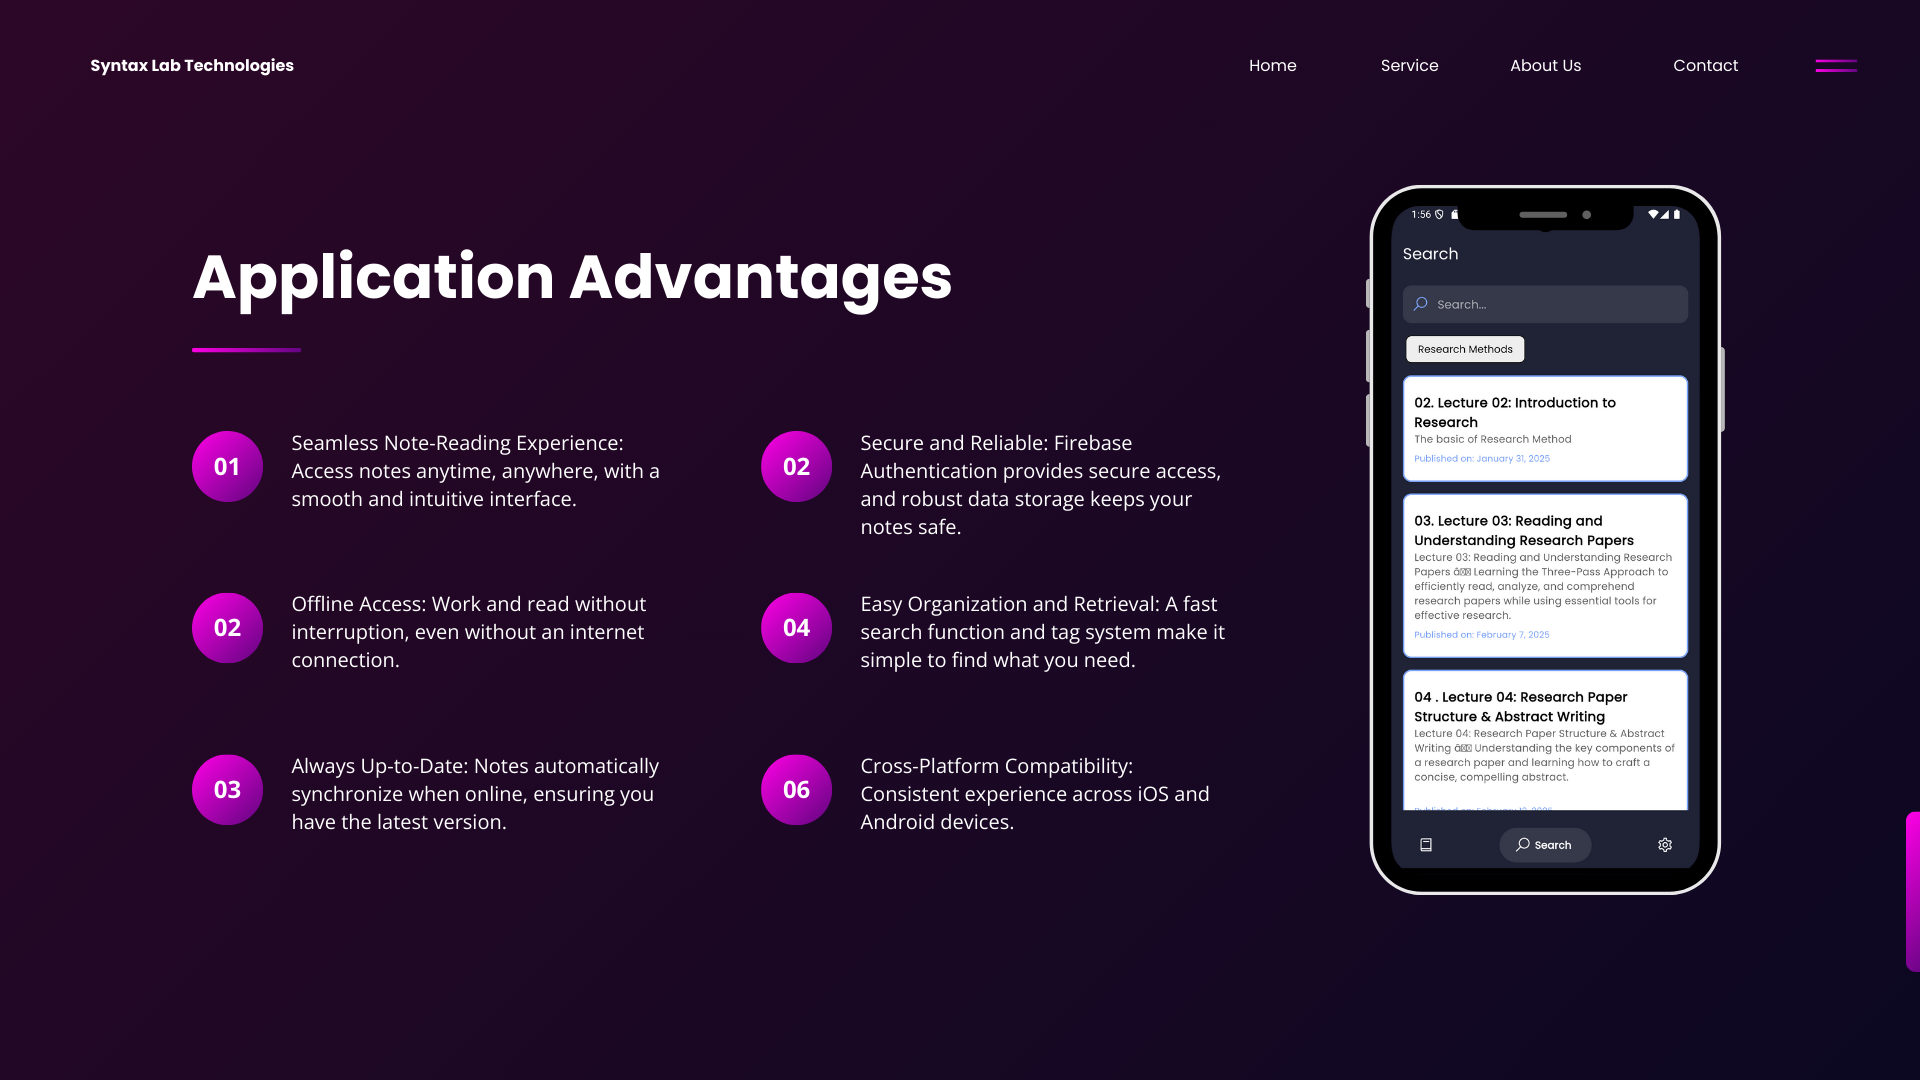 Syntax Lab Technologies
Home
Service
About Us
Contact
Application Advantages
01
Seamless Note-Reading Experience:
Access notes anytime, anywhere, with a
smooth and intuitive interface.
02
Secure and Reliable: Firebase
Authentication provides secure access,
and robust data storage keeps your
notes safe.
02
Offline Access: Work and read without
interruption, even without an internet
connection.
04
Easy Organization and Retrieval: A fast
search function and tag system make it
simple to find what you need.
03
Always Up-to-Date: Notes automatically
synchronize when online, ensuring you
have the latest version.
06
Cross-Platform Compatibility:
Consistent experience across iOS and
Android devices.
1:56
Search
Search...
Research Methods
02. Lecture 02: Introduction to
Research
The basic of Research Method
Published on: January 31, 2025
03. Lecture 03: Reading and
Understanding Research Papers
Lecture 03: Reading and Understanding Research
Papers â Learning the Three-Pass Approach to
efficiently read, analyze, and comprehend
research papers while using essential tools for
effective research.
Published on: February 7, 2025
04 . Lecture 04: Research Paper
Structure & Abstract Writing
Lecture 04: Research Paper Structure & Abstract
Writing â Understanding the key components of
a research paper and learning how to craft a
concise, compelling abstract.
Search